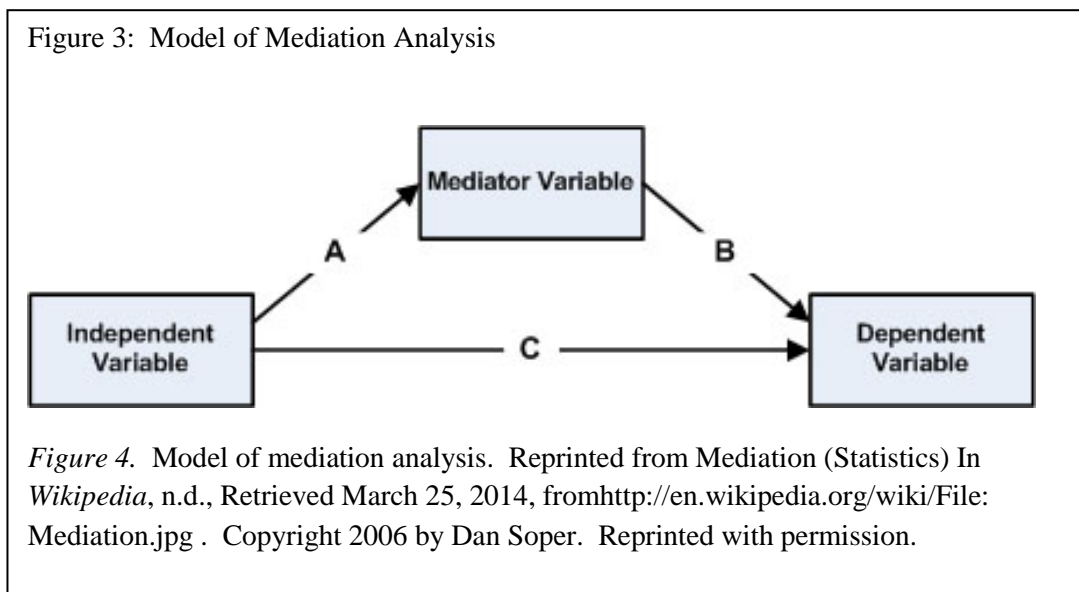 Figure 3:  Model of Mediation Analysis
Mediator Variable
A
B
Independent
Variable
C
Dependent
Variable
Figure 4.  Model of mediation analysis.  Reprinted from Mediation (Statistics) In
Wikipedia, n.d., Retrieved March 25, 2014, fromhttp://en.wikipedia.org/wiki/File:
Mediation.jpg .  Copyright 2006 by Dan Soper.  Reprinted with permission.